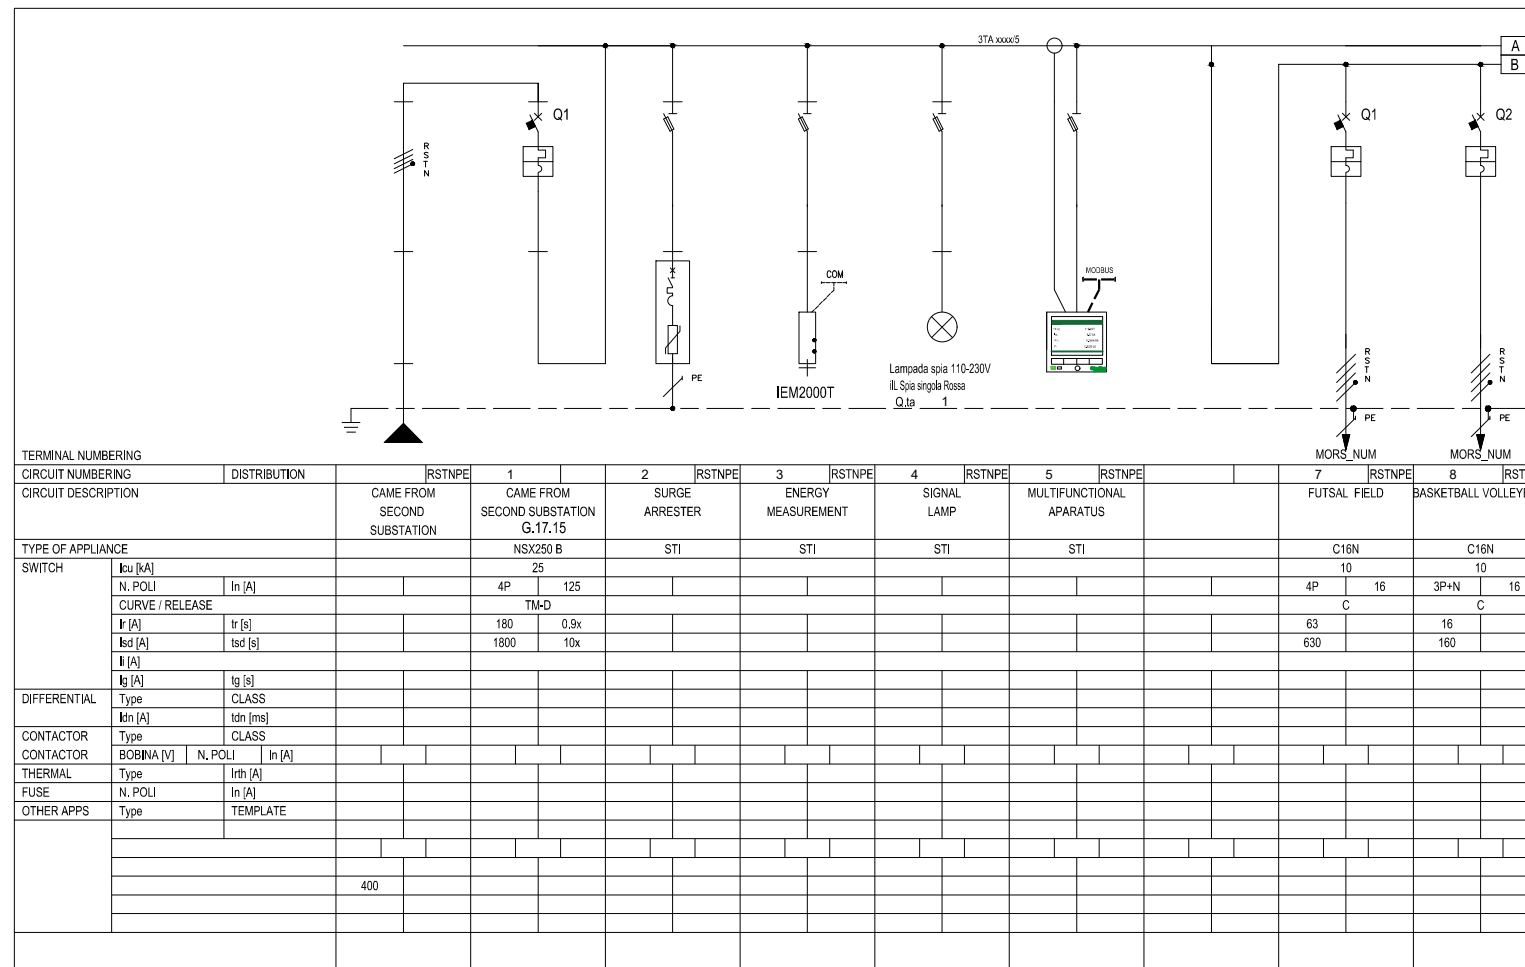 3TA xxxx/5
A
B
Q1
Q1
Q2
R
S
T
N
COM
MODBUS
PE
IEM2000T
Lampada spia 110-230V
iIL Spia singola Rossa
Q.ta 1
R
S
T
N
R
S
T
N
PE
PE
MORS_NUM
MORS_NUM
TERMINAL NUMBERING
CIRCUIT NUMBERING DISTRIBUTION RSTNPE 1 2 RSTNPE 3 RSTNPE 4 RSTNPE 5 RSTNPE 7 RSTNPE 8 RST
CIRCUIT DESCRIPTION CAME FROM CAME FROM SURGE ENERGY SIGNAL MULTIFUNCTIONAL FUTSAL FIELD BASKETBALL VOLLEY
SECOND SECOND SUBSTATION ARRESTER MEASUREMENT LAMP APARATUS
SUBSTATION G.17.15
TYPE OF APPLIANCE NSX250 B STI STI STI STI C16N C16N
SWITCH Icu [kA] 25 10 10
N. POLI In [A] 4P 125 4P 16 3P+N 16
CURVE / RELEASE TM-D C C
Ir [A] tr [s] 180 0,9x 63 16
Isd [A] tsd [s] 1800 10x 630 160
Ii [A]
Ig [A] tg [s]
DIFFERENTIAL Type CLASS
Idn [A] tdn [ms]
CONTACTOR Type CLASS
CONTACTOR BOBINA [V] N. POLI In [A]
THERMAL Type Irth [A]
FUSE N. POLI In [A]
OTHER APPS Type TEMPLATE
400